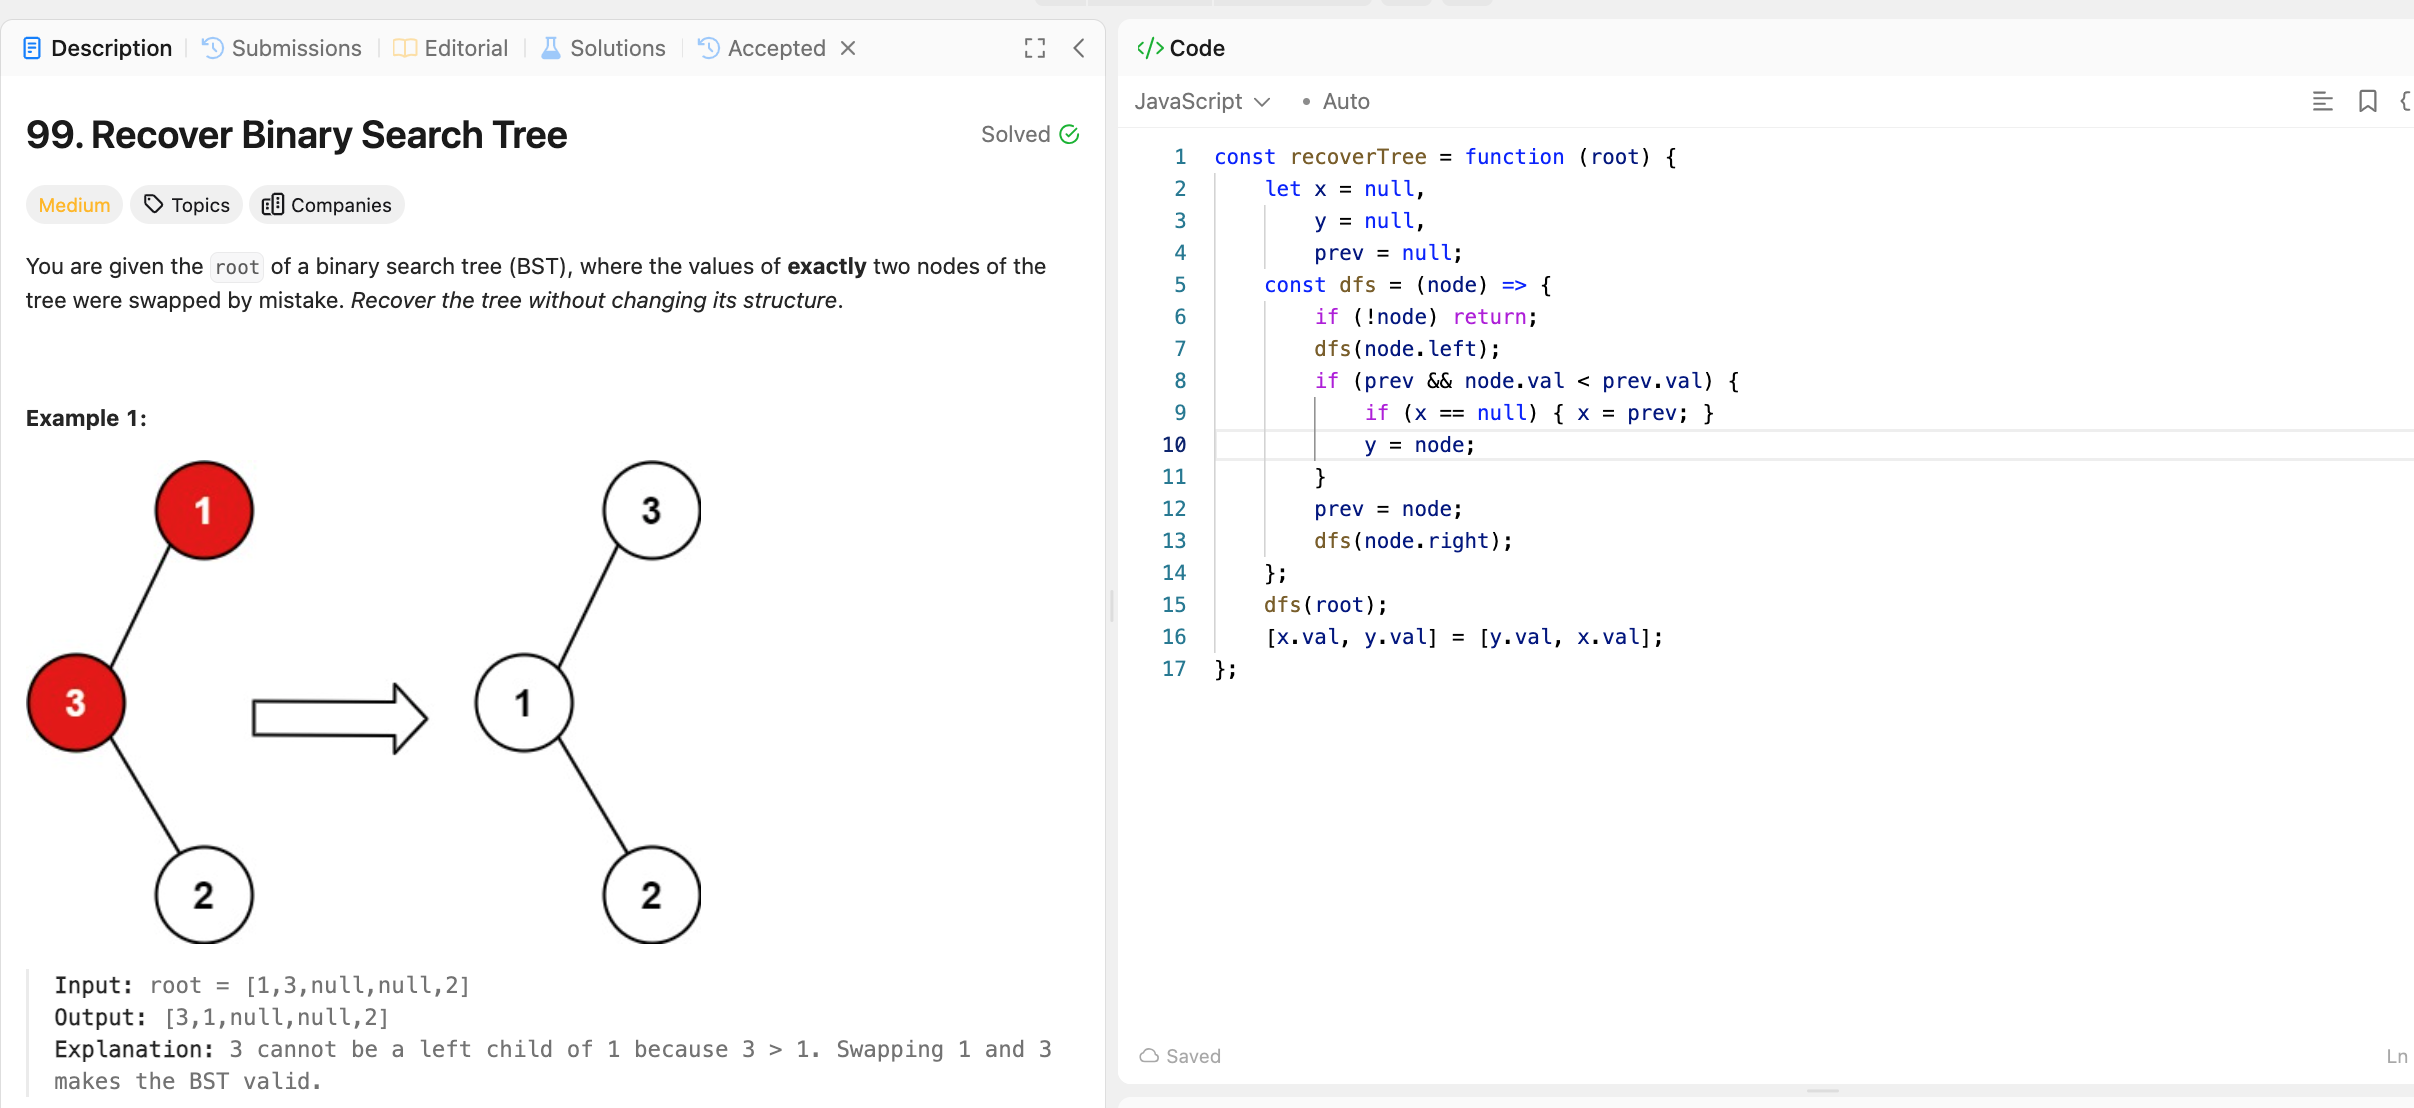 Description
Submissions
Editorial
Solutions
Accepted
99. Recover Binary Search Tree
Solved
Medium
Topics
Companies
You are given the root of a binary search tree (BST), where the values of exactly two nodes of the
tree were swapped by mistake. Recover the tree without changing its structure.
Example 1:
1
3
3
1
2
2
Input: root = [1,3,null,null,2]
Output: [3,1,null,null,2]
Explanation: 3 cannot be a left child of 1 because 3 > 1. Swapping 1 and 3
makes the BST valid.
</> Code
JavaScript
• Auto
1 const recoverTree = function (root) {
2     let x = null,
3         y = null,
4         prev = null;
5     const dfs = (node) => {
6         if (!node) return;
7         dfs(node.left);
8         if (prev && node.val < prev.val) {
9             if (x == null) { x = prev; }
10             y = node;
11         }
12         prev = node;
13         dfs(node.right);
14     };
15     dfs(root);
16     [x.val, y.val] = [y.val, x.val];
17 };
Saved
Ln